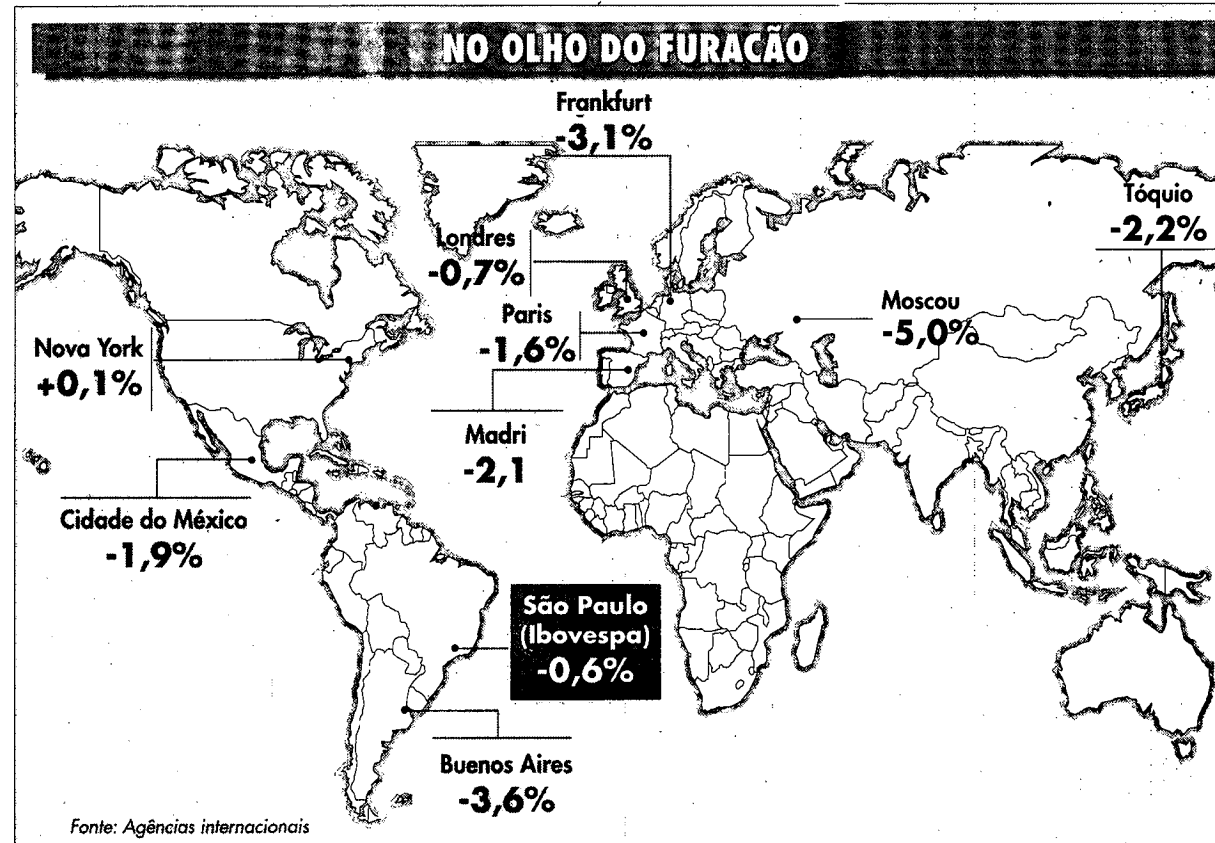 NO OLHO DO FURACÃO
Frankfurt
-3,1%
Tóquio
-2,2%
Londres
-0,7%
Moscou
-5,0%
Paris
-1,6%
Nova York
+0,1%
Madri
-2,1
Cidade do México
-1,9%
São Paulo
(Ibovespa)
-0,6%
Buenos Aires
-3,6%
Fonte: Agências internacionais